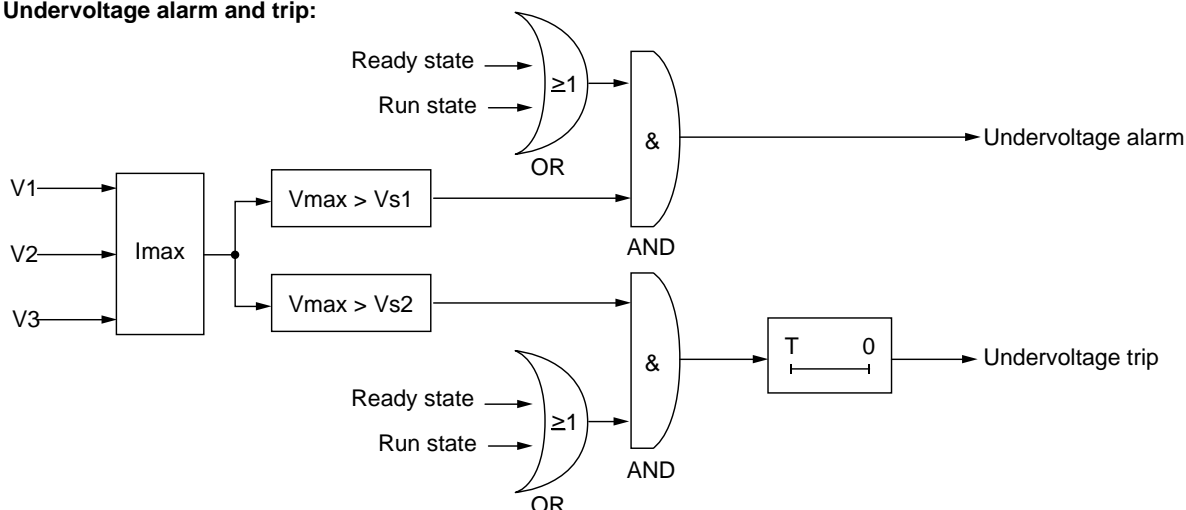 Undervoltage alarm and trip:
Ready state
Run state
≥1
OR
&
AND
Undervoltage alarm
V1
V2
V3
Imax
Vmax > Vs1
Vmax > Vs2
&
AND
T 0
Undervoltage trip
Ready state
Run state
≥1
OR